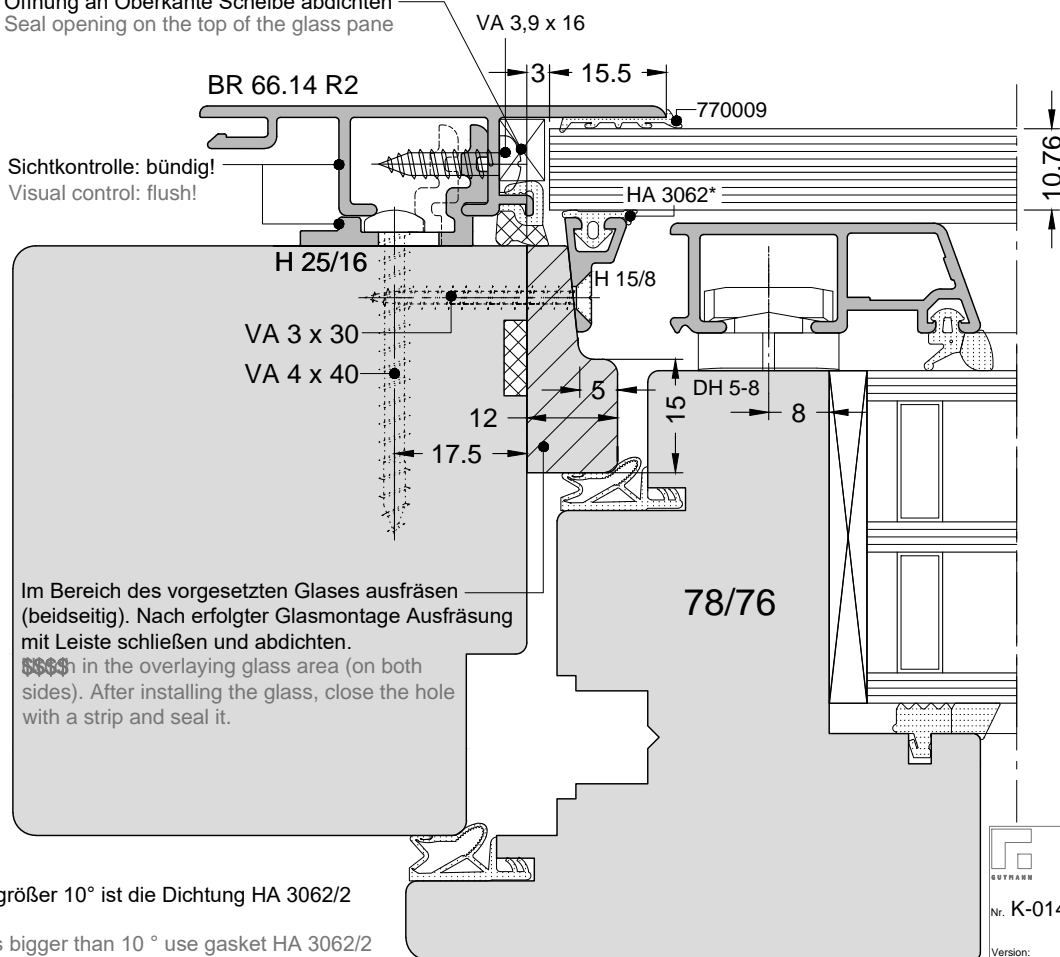 Öffnung an Oberkante Scheibe abdichten
Seal opening on the top of the glass pane
VA 3,9 x 16
3
15.5
BR 66.14 R2
770009
10.76
Sichtkontrolle: bündig!
Visual control: flush!
HA 3062*
H 25/16
H 15/8
VA 3 x 30
VA 4 x 40
5
15
DH 5-8
8
12
17.5
Im Bereich des vorgesetzten Glases ausfräsen
(beidseitig). Nach erfolgter Glasmontage Ausfräsung
mit Leiste schließen und abdichten.
in the overlaying glass area (on both
sides). After installing the glass, close the hole
with a strip and seal it.
78/76
größer 10° ist die Dichtung HA 3062/2
bigger than 10 ° use gasket HA 3062/2
GUTMANN
Nr. K-014
Version: